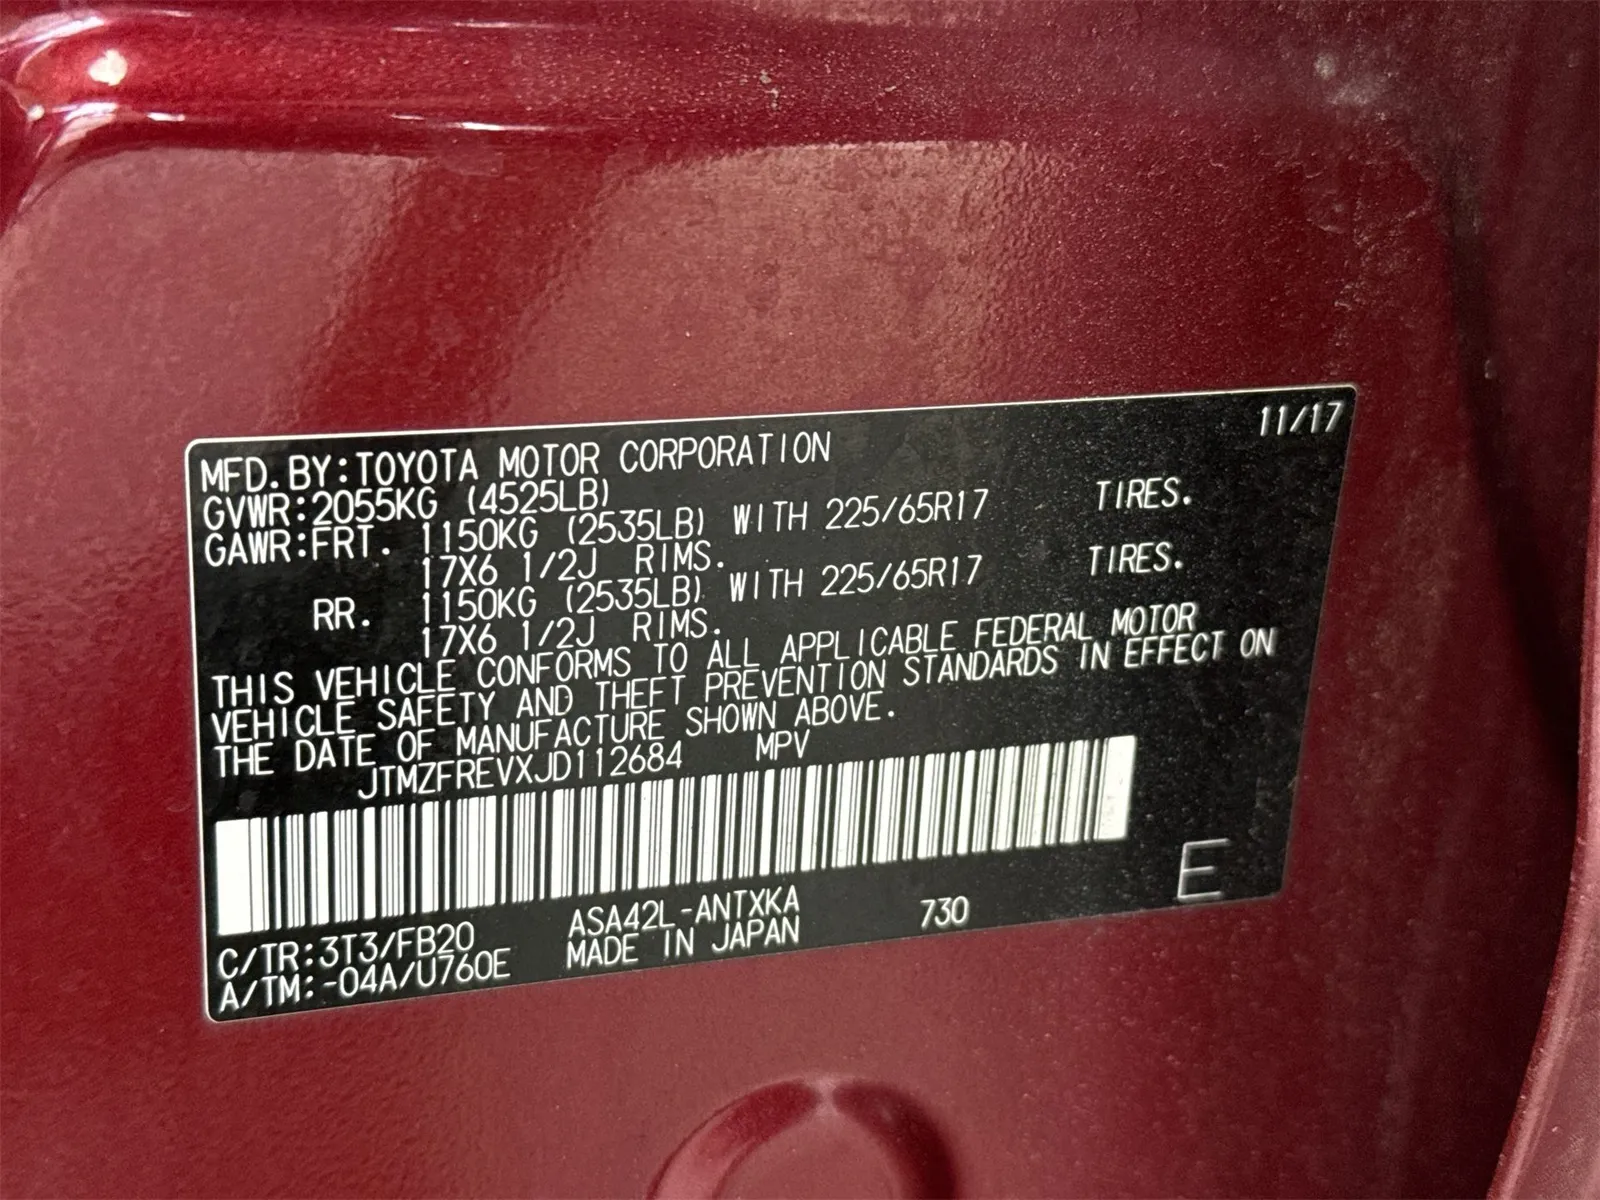 11/17
MFD.BY:TOYOTA MOTOR CORPORATION
GVWR:2055KG (4525LB)
GAWR:FRT. 1150KG (2535LB) WITH 225/65R17 TIRES.
17X6 1/2J RIMS.
RR. 1150KG (2535LB) WITH 225/65R17 TIRES.
17X6 1/2J RIMS.
THIS VEHICLE CONFORMS TO ALL APPLICABLE FEDERAL MOTOR
VEHICLE SAFETY AND THEFT PREVENTION STANDARDS IN EFFECT ON
THE DATE OF MANUFACTURE SHOWN ABOVE.
JTMZFREVXJD112684 MPV
C/TR:3T3/FB20 ASA42L-ANTXKA 730 E
A/TM:-04A/U760E MADE IN JAPAN